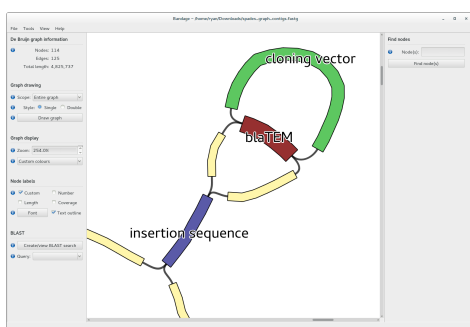 Bandage - /home/ryan/Downloads/spades_graph_contigs.fastg
File Tools View Help
De Bruijn graph information
Nodes: 114
Edges: 125
Total length: 4,825,737
Graph drawing
Scope: Entire graph
Style: Single Double
Draw graph
Graph display
Zoom: 254.0%
Custom colours
Node labels
Custom Number
Length Coverage
Font Text outline
BLAST
Create/view BLAST search
Query:
cloning vector
blaTEM
insertion sequence
Find nodes
Node(s):
Find node(s)